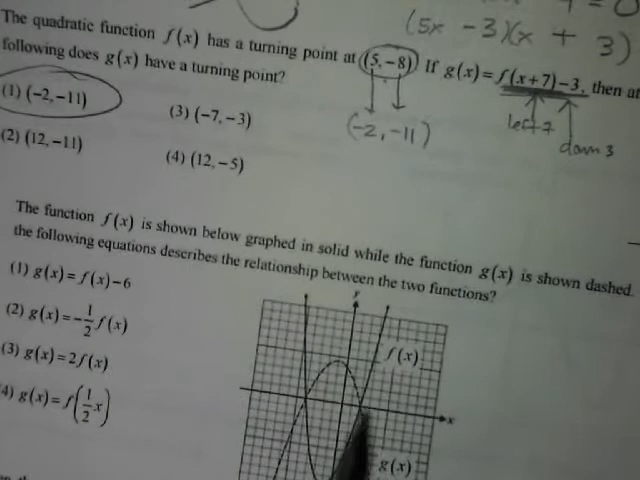 = 0
(5x - 3)(x + 3)
The quadratic function f(x) has a turning point at (5,-8) If g(x)=f(x+7)-3, then at
following does g(x) have a turning point?
(1) (-2,-11)
(3) (-7,-3)
(-2,-11)
left 7
down 3
(2) (12,-11)
(4) (12,-5)
The function f(x) is shown below graphed in solid while the function g(x) is shown dashed.
the following equations describes the relationship between the two functions?
(1) g(x)=f(x)-6
(2) g(x)=-1/2 f(x)
(3) g(x)=2f(x)
4) g(x)=f(1/2 x)
y
f(x)
x
g(x)